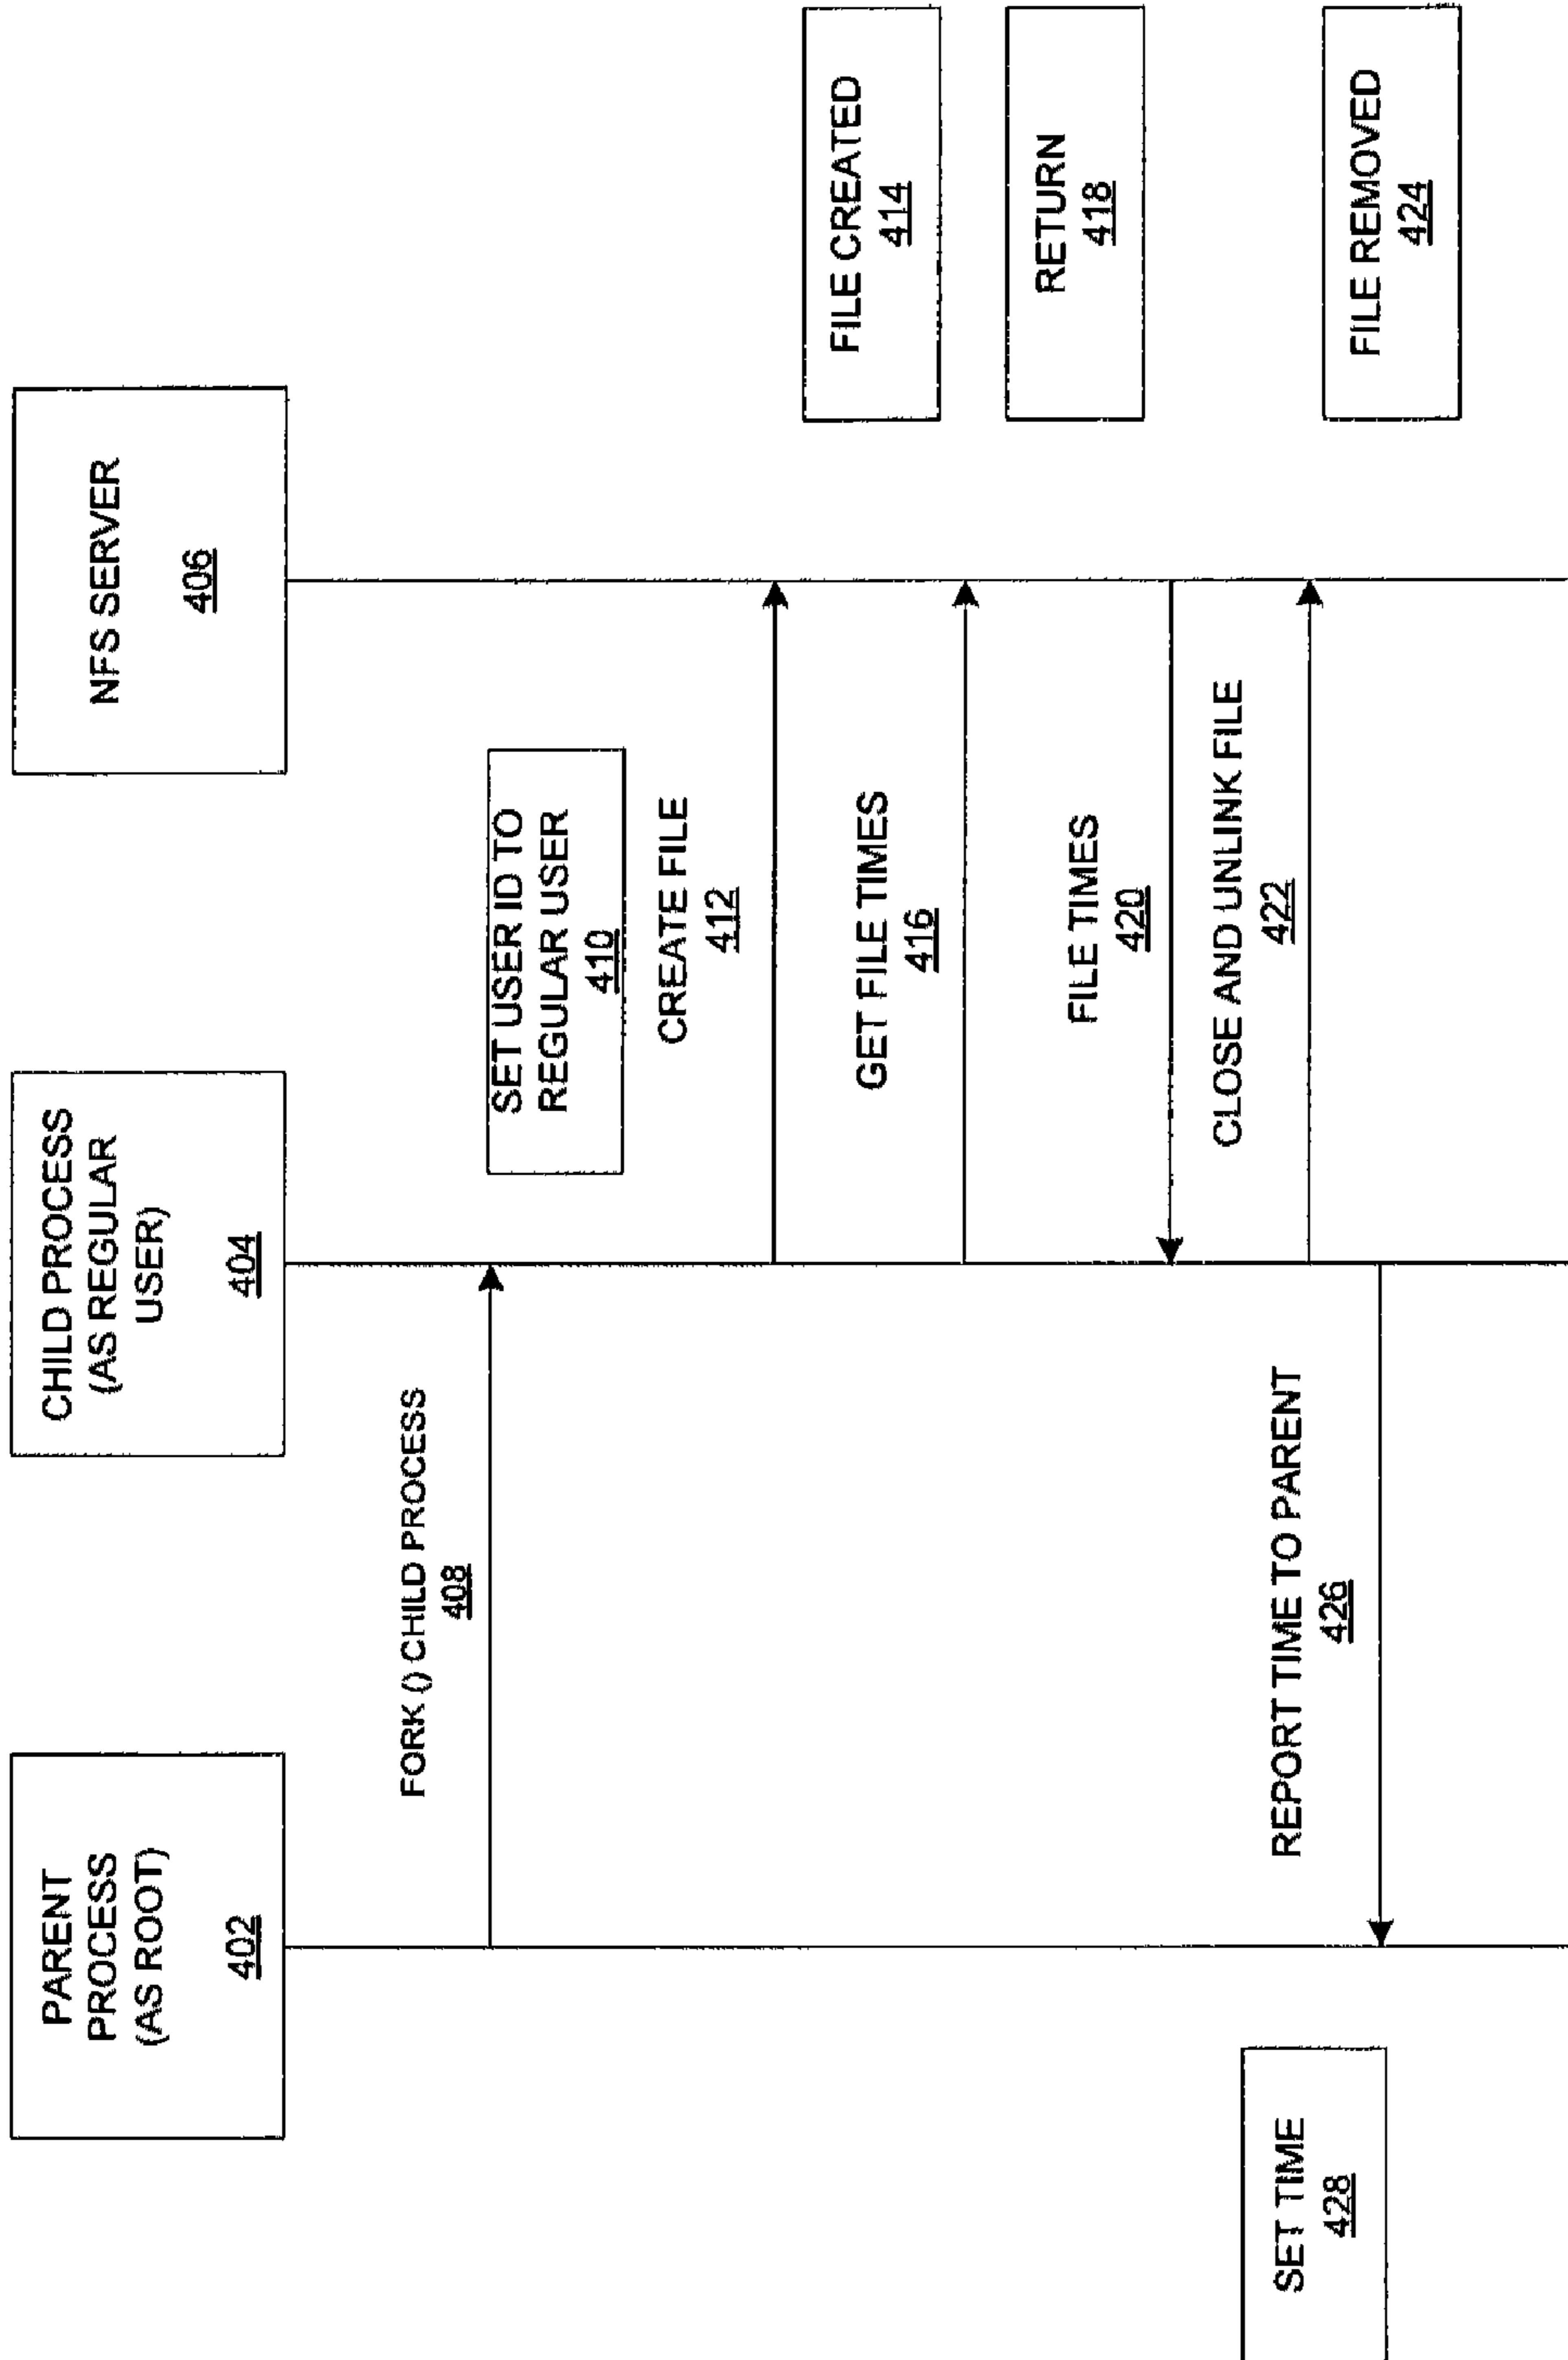 PARENT
PROCESS
(AS ROOT)
402
CHILD PROCESS
(AS REGULAR
USER)
404
NFS SERVER
406
FORK () CHILD PROCESS
408
SET USER ID TO
REGULAR USER
410
CREATE FILE
412
FILE CREATED
414
GET FILE TIMES
416
RETURN
418
FILE TIMES
420
CLOSE AND UNLINK FILE
422
FILE REMOVED
424
REPORT TIME TO PARENT
426
SET TIME
428